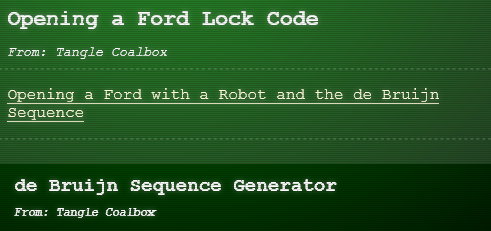 Opening a Ford Lock Code
From: Tangle Coalbox
Opening a Ford with a Robot and the de Bruijn
Sequence
de Bruijn Sequence Generator
From: Tangle Coalbox